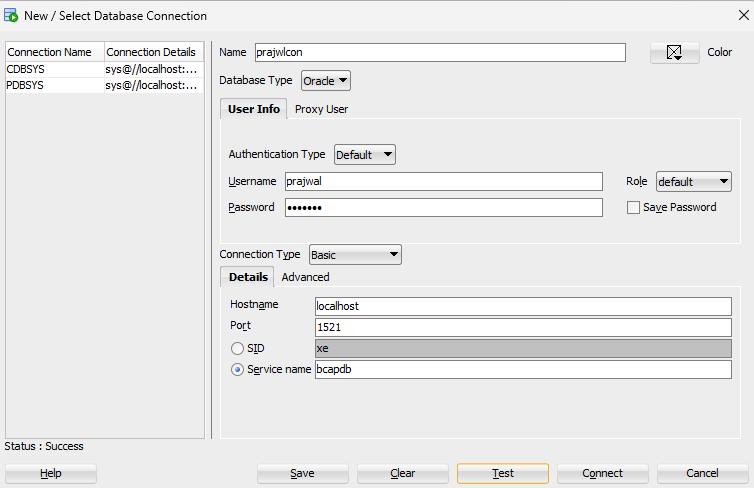 New / Select Database Connection
Connection Name Connection Details
CDBSYS sys@//localhost:...
PDBSYS sys@//localhost:...
Name prajwlcon Color
Database Type Oracle
User Info Proxy User
Authentication Type Default
Username prajwal Role default
Password ••••••• Save Password
Connection Type Basic
Details Advanced
Hostname localhost
Port 1521
SID xe
Service name bcapdb
Status : Success
Help Save Clear Test Connect Cancel